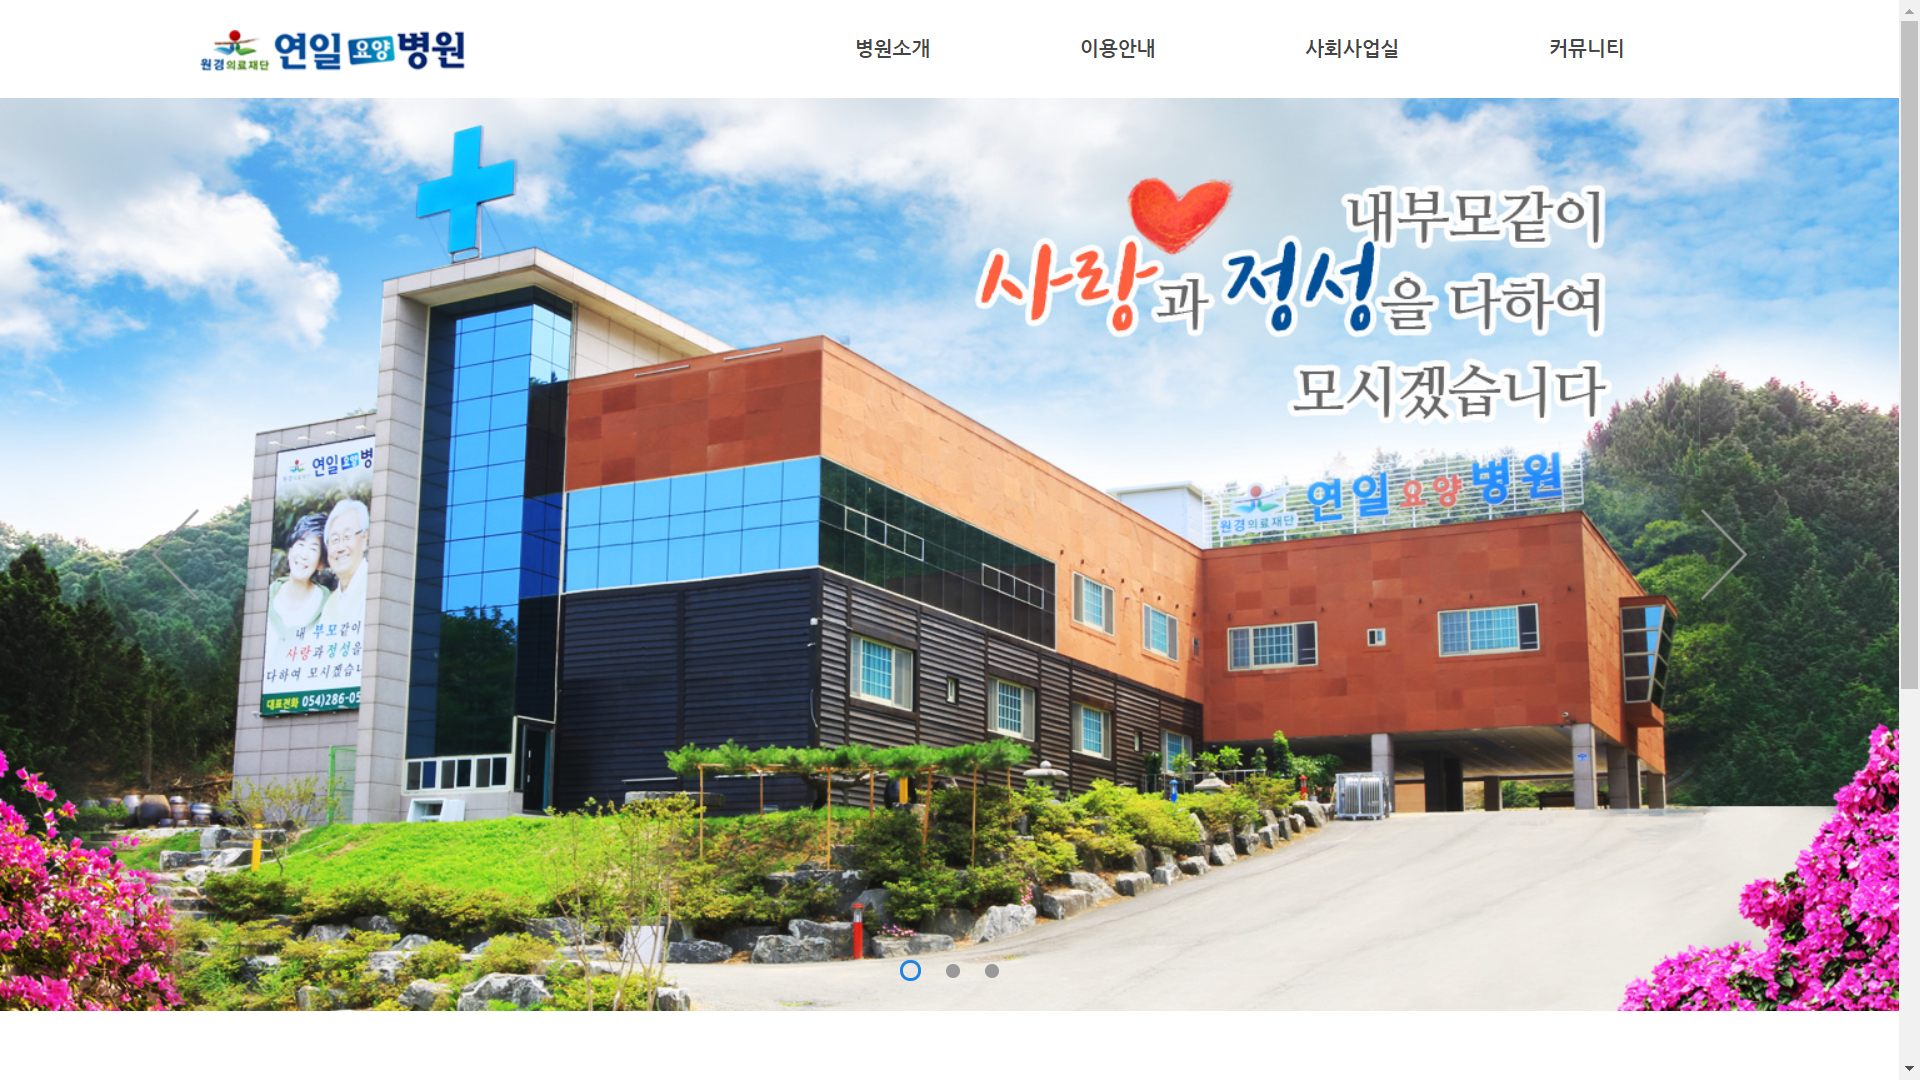 원경의료재단 연일요양병원
병원소개
이용안내
사회사업실
커뮤니티
내부모같이
사랑과 정성을 다하여
모시겠습니다
원경의료재단 연일요양병원
연일요양병
내 부모같이
사랑과정성을
다하여 모시겠습니
대표전화 054)286-05